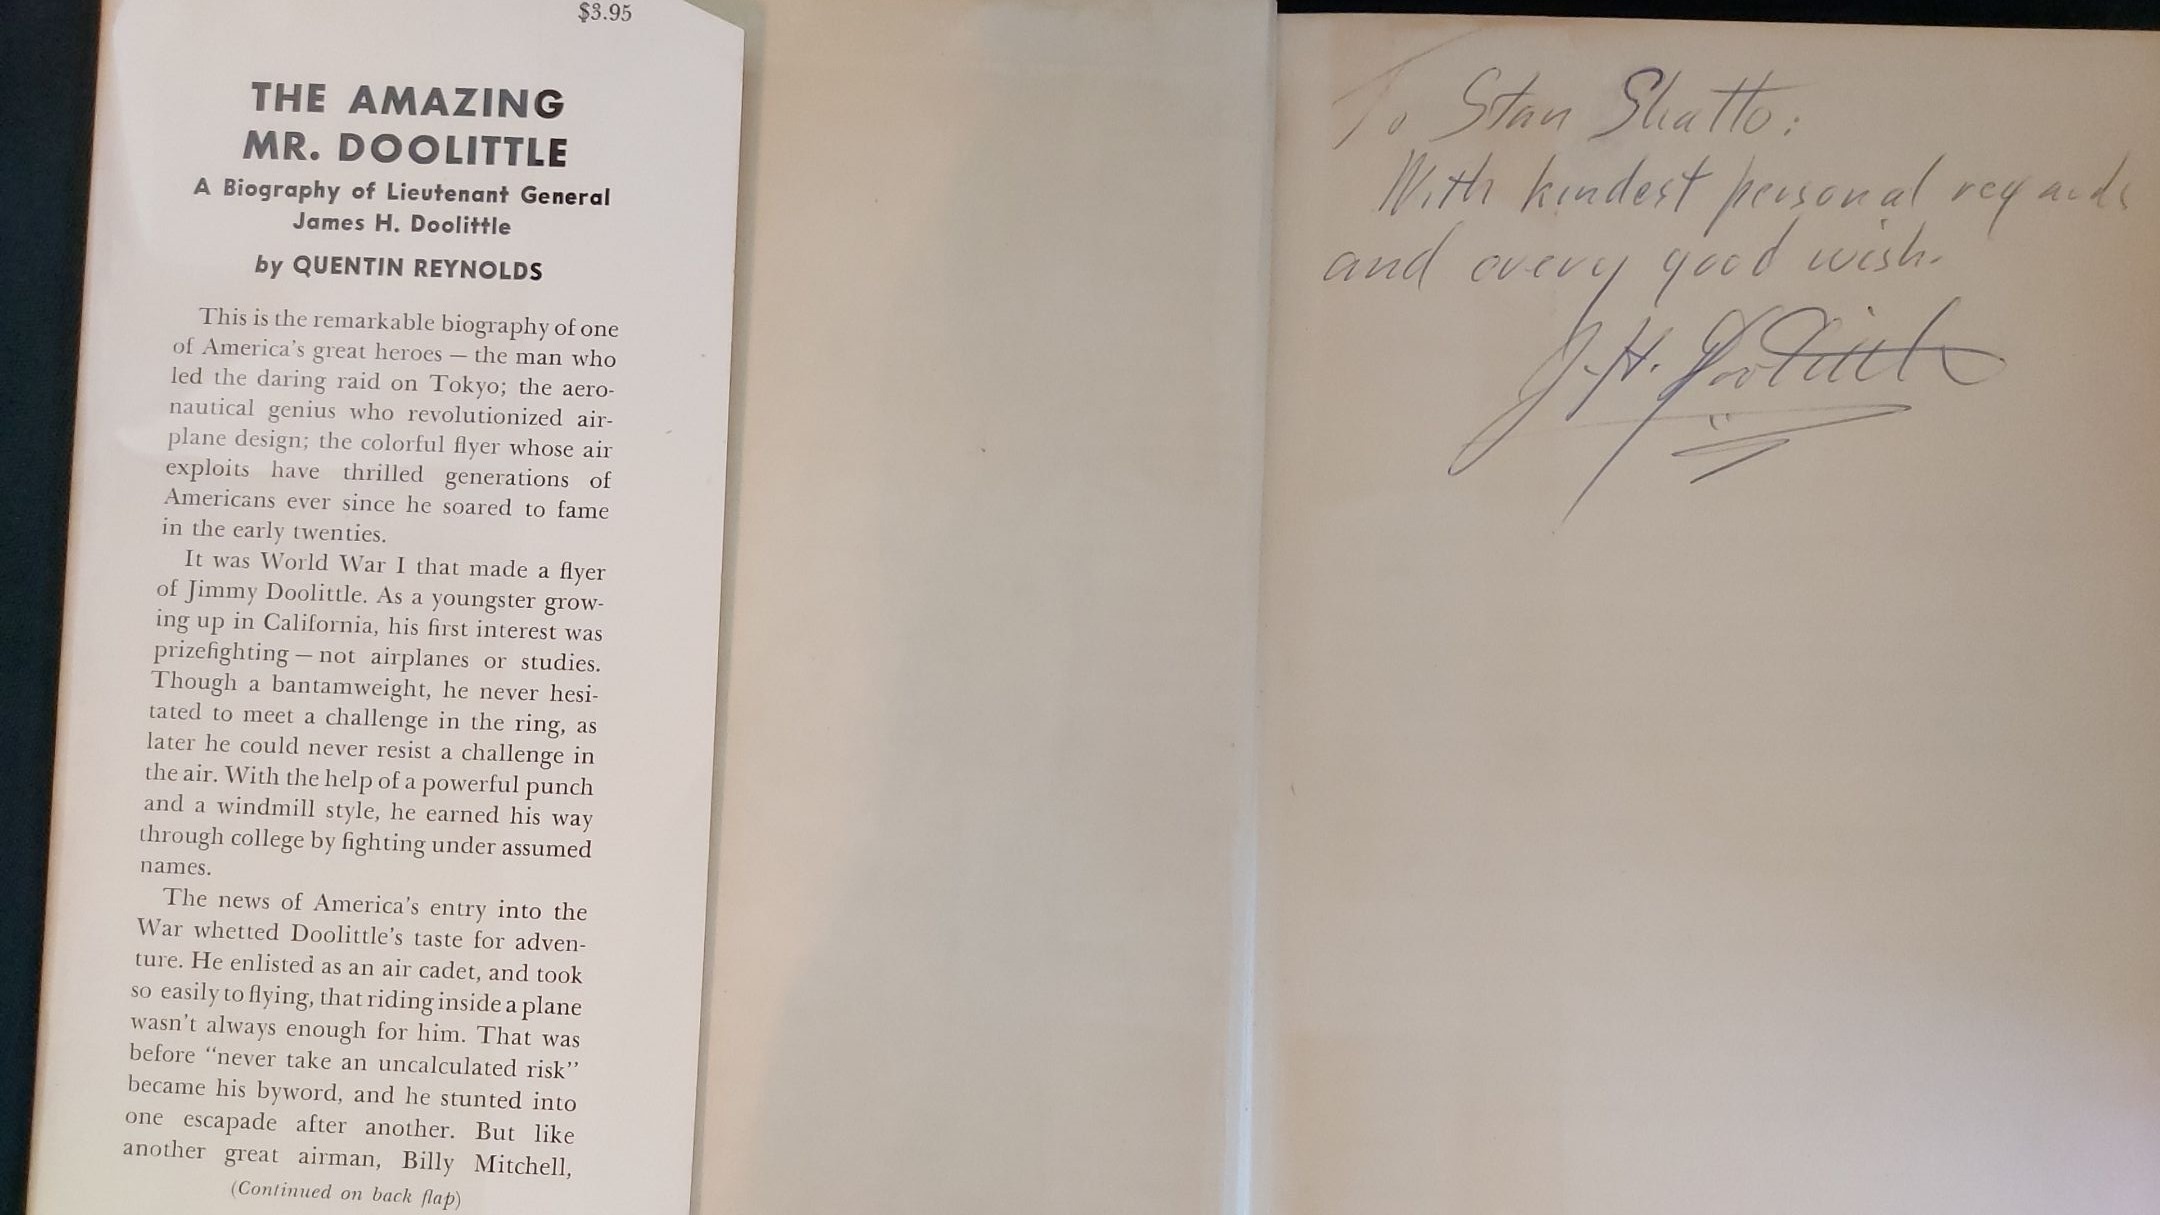 $3.95
THE AMAZING
MR. DOOLITTLE
A Biography of Lieutenant General
James H. Doolittle
by QUENTIN REYNOLDS
This is the remarkable biography of one
of America's great heroes — the man who
led the daring raid on Tokyo; the aero-
nautical genius who revolutionized air-
plane design; the colorful flyer whose air
exploits have thrilled generations of
Americans ever since he soared to fame
in the early twenties.
It was World War I that made a flyer
of Jimmy Doolittle. As a youngster grow-
ing up in California, his first interest was
prizefighting — not airplanes or studies.
Though a bantamweight, he never hesi-
tated to meet a challenge in the ring, as
later he could never resist a challenge in
the air. With the help of a powerful punch
and a windmill style, he earned his way
through college by fighting under assumed
names.
The news of America's entry into the
War whetted Doolittle's taste for adven-
ture. He enlisted as an air cadet, and took
so easily to flying, that riding inside a plane
wasn't always enough for him. That was
before “never take an uncalculated risk”
became his byword, and he stunted into
one escapade after another. But like
another great airman, Billy Mitchell,
(Continued on back flap)
To Stan Shatto:
With kindest personal regards
and every good wish.
J. H. Doolittle